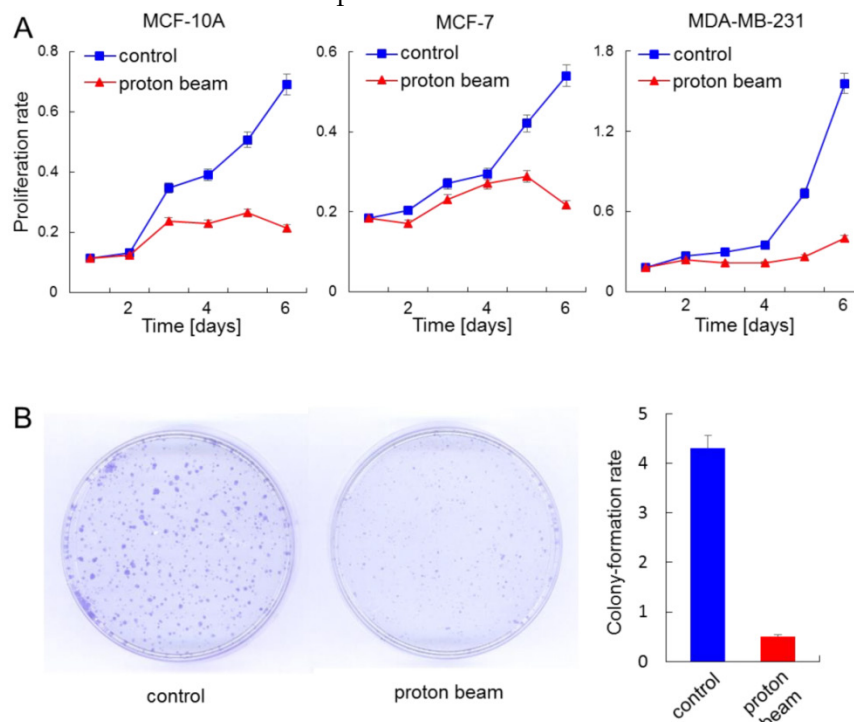 A
MCF-10A
MCF-7
MDA-MB-231
Proliferation rate
0.8
0.6
0.4
0.2
0
control
proton beam
2
4
6
Time [days]
0.6
0.4
0.2
0
control
proton beam
2
4
6
Time [days]
1.8
1.2
0.6
0
control
proton beam
2
4
6
Time [days]
B
control
proton beam
Colony-formation rate
5
4
3
2
1
0
control
proton
beam